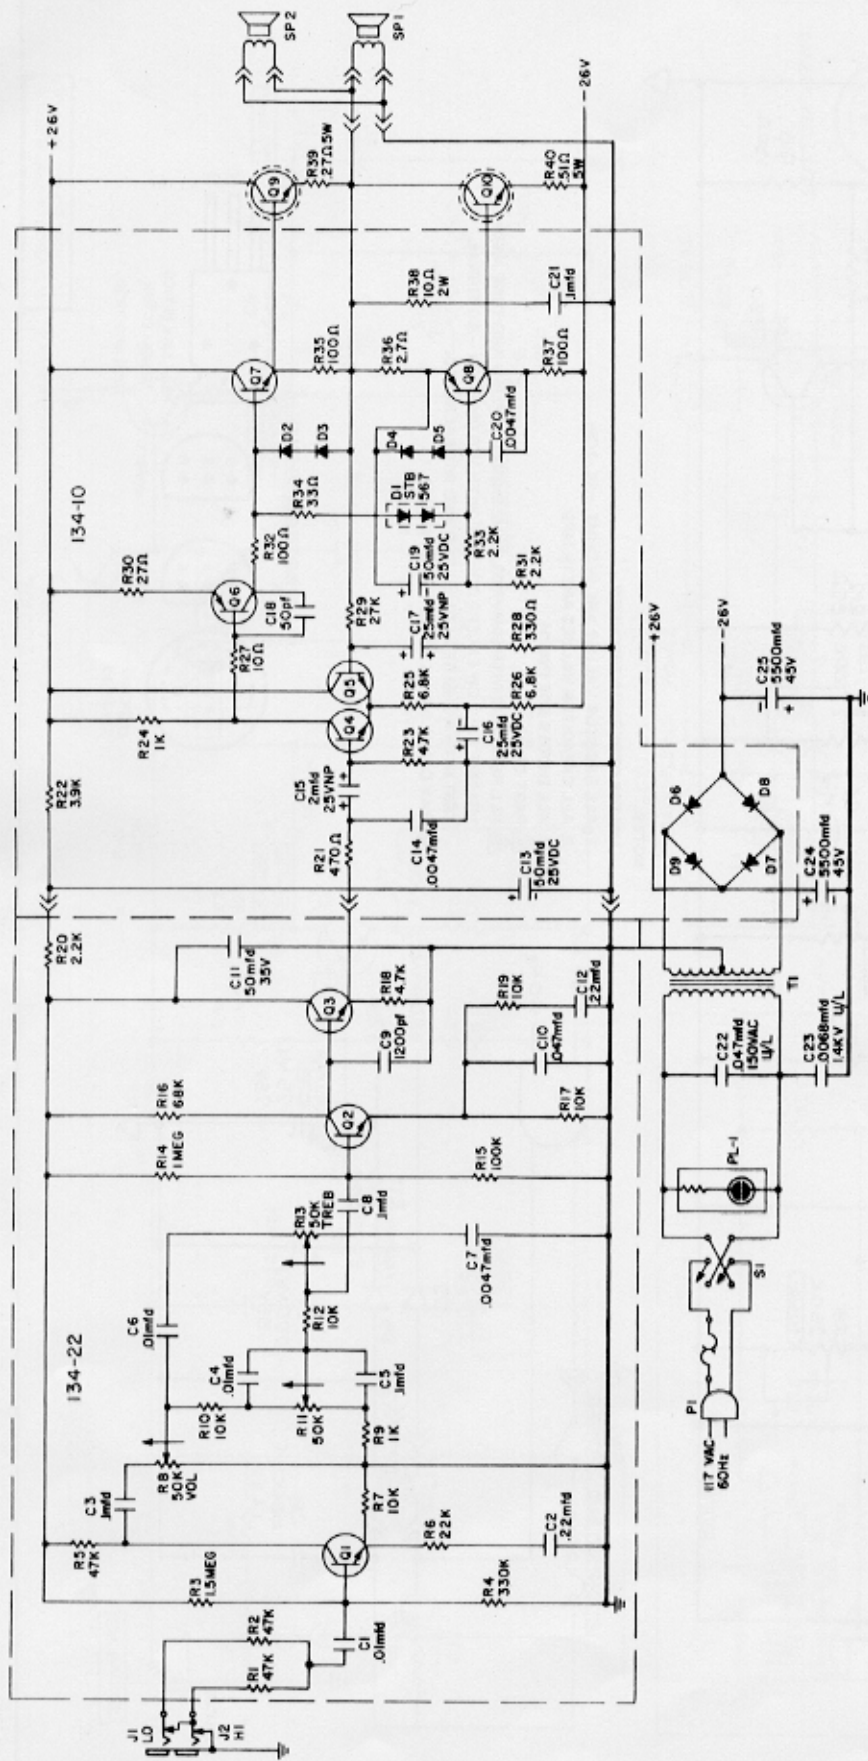 J1
LO
J2
HI
R1
47K
R2
47K
C1
.01mfd
R3
1.5MEG
R4
330K
R5
47K
Q1
R6
22K
C2
.22mfd
C3
.1mfd
R7
10K
R8
50K
VOL
134-22
R9
1K
R10
10K
R11
50K
C4
.01mfd
C5
.1mfd
C6
.01mfd
R12
10K
R13
50K
TREB
C7
.0047mfd
C8
.1mfd
R14
1 MEG
R15
100K
R16
68K
Q2
R17
10K
C9
1200pf
C10
.047mfd
Q3
R18
4.7K
R19
10K
C12
.22mfd
C11
50mfd
35V
R20
2.2K
C13
50mfd
25VDC
R21
470Ω
C14
.0047mfd
R22
3.9K
C15
2mfd
25VNP
R23
47K
R24
1K
Q4
Q5
C16
25mfd
25VDC
R25
6.8K
R26
6.8K
R27
10Ω
Q6
C18
50pf
R29
27K
C17
25mfd
25VNP
R28
330Ω
R30
27Ω
R32
100Ω
C19
50mfd
25VDC
R31
2.2K
R33
2.2K
134-10
R34
33Ω
D1
STB
567
D2
D3
D4
D5
C20
.0047mfd
Q7
R35
100Ω
R36
2.7Ω
Q8
R37
100Ω
R38
10Ω
2W
C21
.1mfd
Q9
R39
.27Ω5W
Q10
R40
.51Ω
5W
+26V
-26V
SP2
SP1
117 VAC
60Hz
P1
S1
PL-1
C22
.047mfd
150VAC
U/L
C23
.0068mfd
1.4KV U/L
T1
D9
D6
D7
D8
C24
5500mfd
45V
C25
5500mfd
45V
+26V
-26V